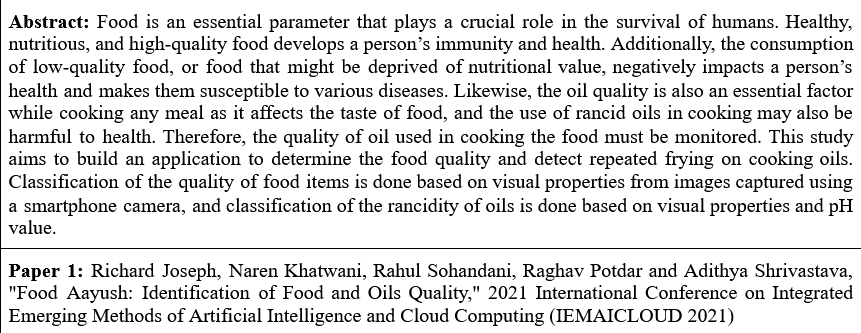 Abstract: Food is an essential parameter that plays a crucial role in the survival of humans. Healthy,
nutritious, and high-quality food develops a person's immunity and health. Additionally, the consumption
of low-quality food, or food that might be deprived of nutritional value, negatively impacts a person's
health and makes them susceptible to various diseases. Likewise, the oil quality is also an essential factor
while cooking any meal as it affects the taste of food, and the use of rancid oils in cooking may also be
harmful to health. Therefore, the quality of oil used in cooking the food must be monitored. This study
aims to build an application to determine the food quality and detect repeated frying on cooking oils.
Classification of the quality of food items is done based on visual properties from images captured using
a smartphone camera, and classification of the rancidity of oils is done based on visual properties and pH
value.
Paper 1: Richard Joseph, Naren Khatwani, Rahul Sohandani, Raghav Potdar and Adithya Shrivastava,
"Food Aayush: Identification of Food and Oils Quality," 2021 International Conference on Integrated
Emerging Methods of Artificial Intelligence and Cloud Computing (IEMAICLOUD 2021)